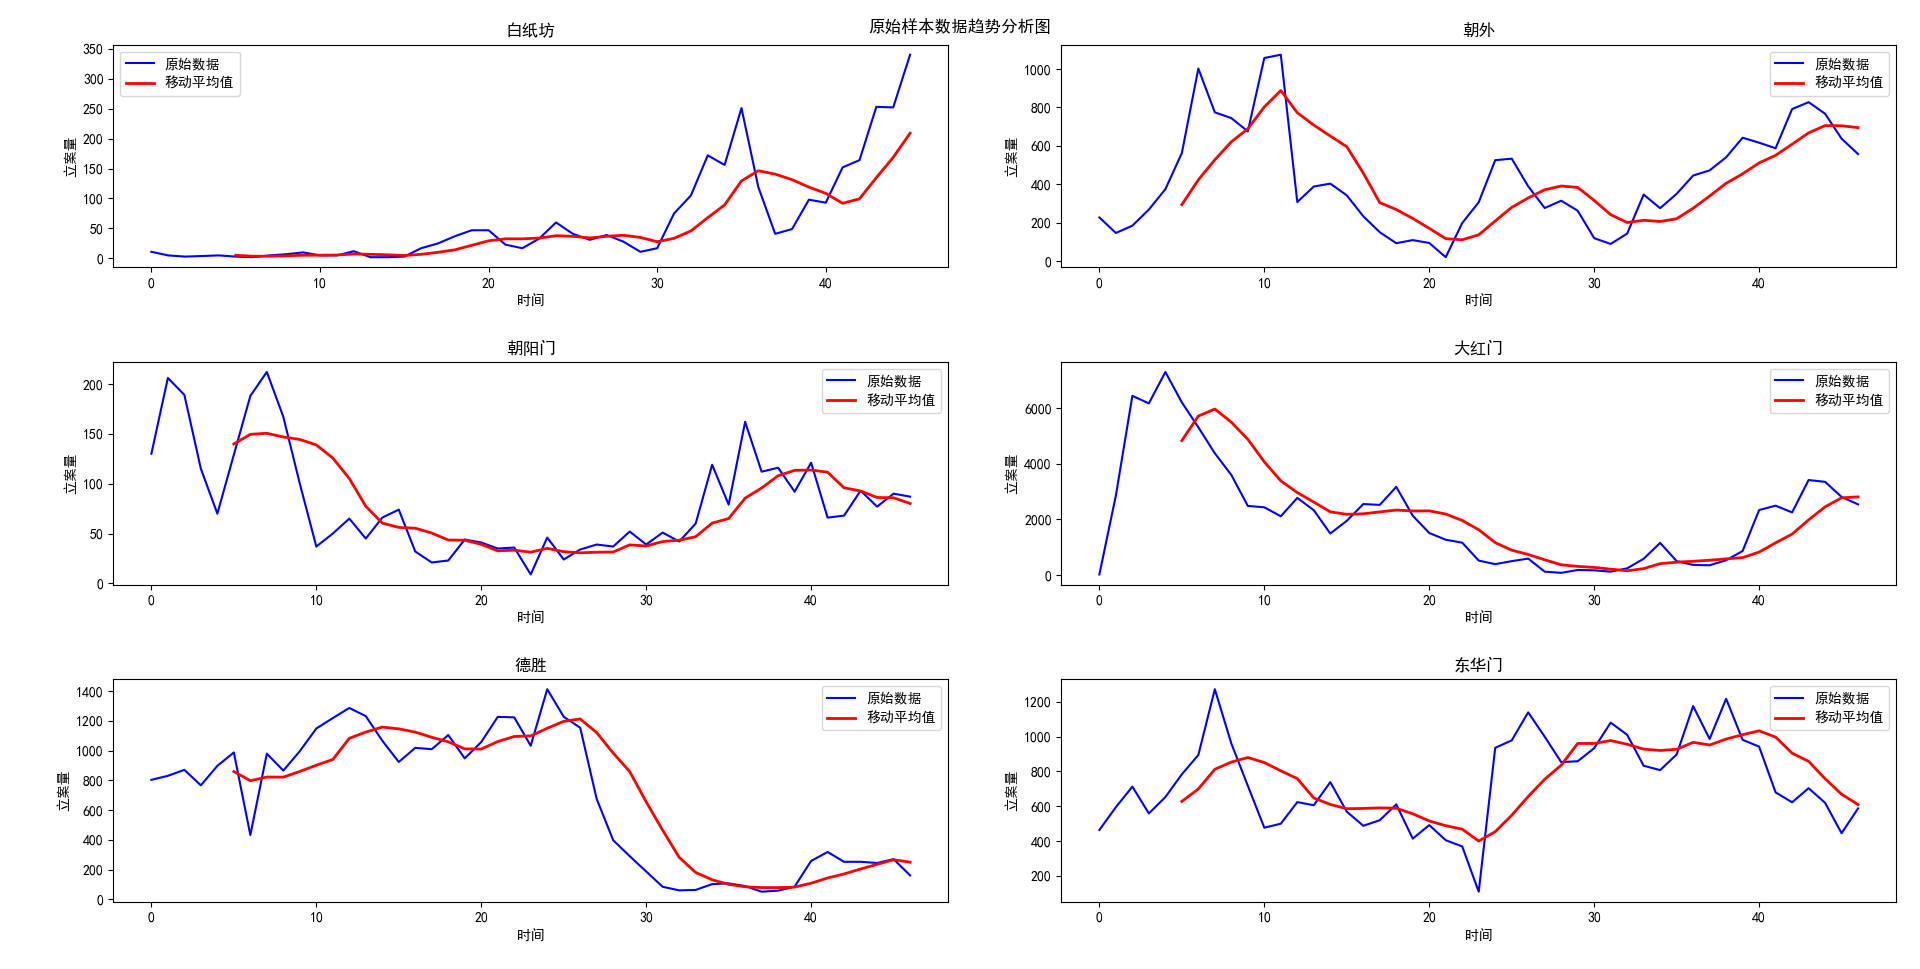 原始样本数据趋势分析图
白纸坊
350
300
250
200
150
100
50
0
立案量
原始数据
移动平均值
0 10 20 30 40
时间
朝外
1000
800
600
400
200
0
立案量
原始数据
移动平均值
0 10 20 30 40
时间
朝阳门
200
150
100
50
0
立案量
原始数据
移动平均值
0 10 20 30 40
时间
大红门
6000
4000
2000
0
立案量
原始数据
移动平均值
0 10 20 30 40
时间
德胜
1400
1200
1000
800
600
400
200
0
立案量
原始数据
移动平均值
0 10 20 30 40
时间
东华门
1200
1000
800
600
400
200
立案量
原始数据
移动平均值
0 10 20 30 40
时间